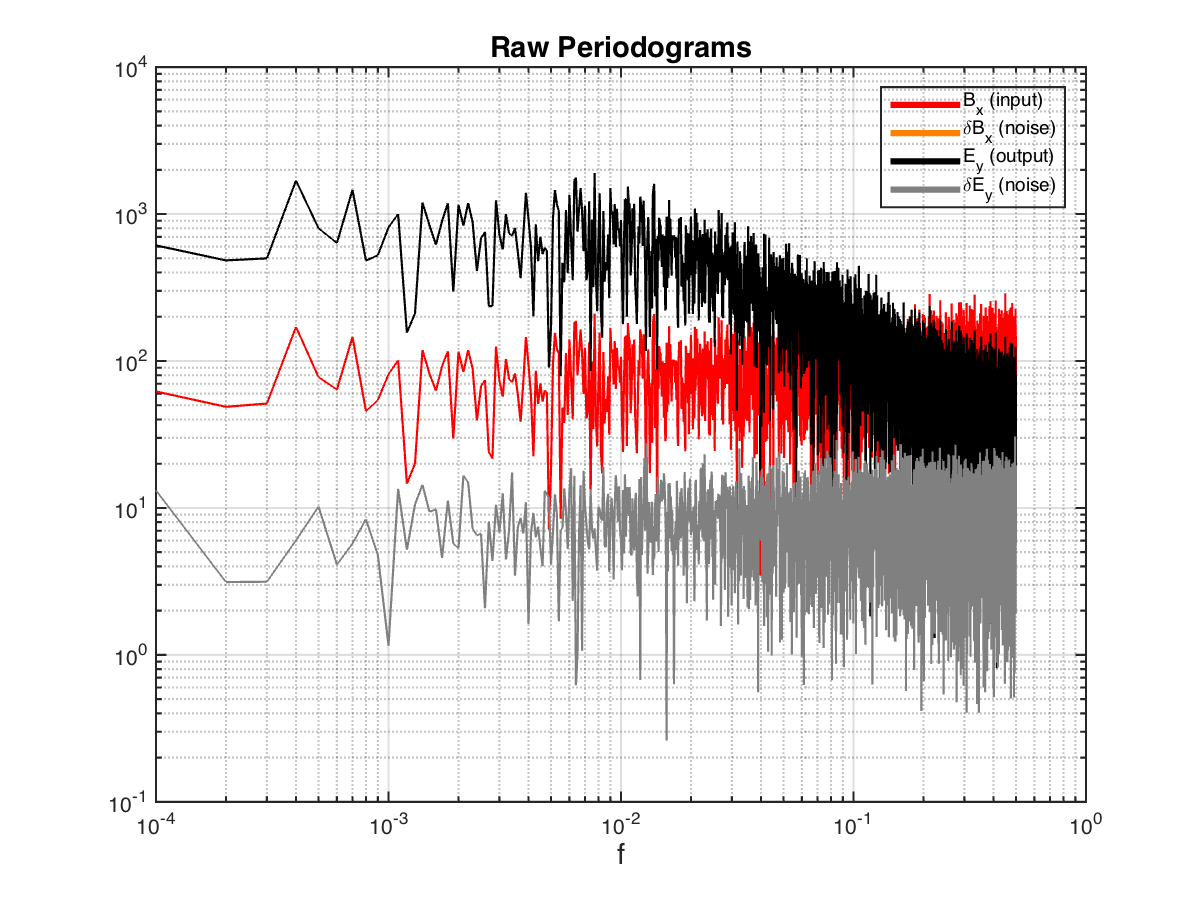 Raw Periodograms
10^4
10^3
10^2
10^1
10^0
10^-1
10^-4
10^-3
10^-2
10^-1
10^0
f
B_x (input)
δB_x (noise)
E_y (output)
δE_y (noise)